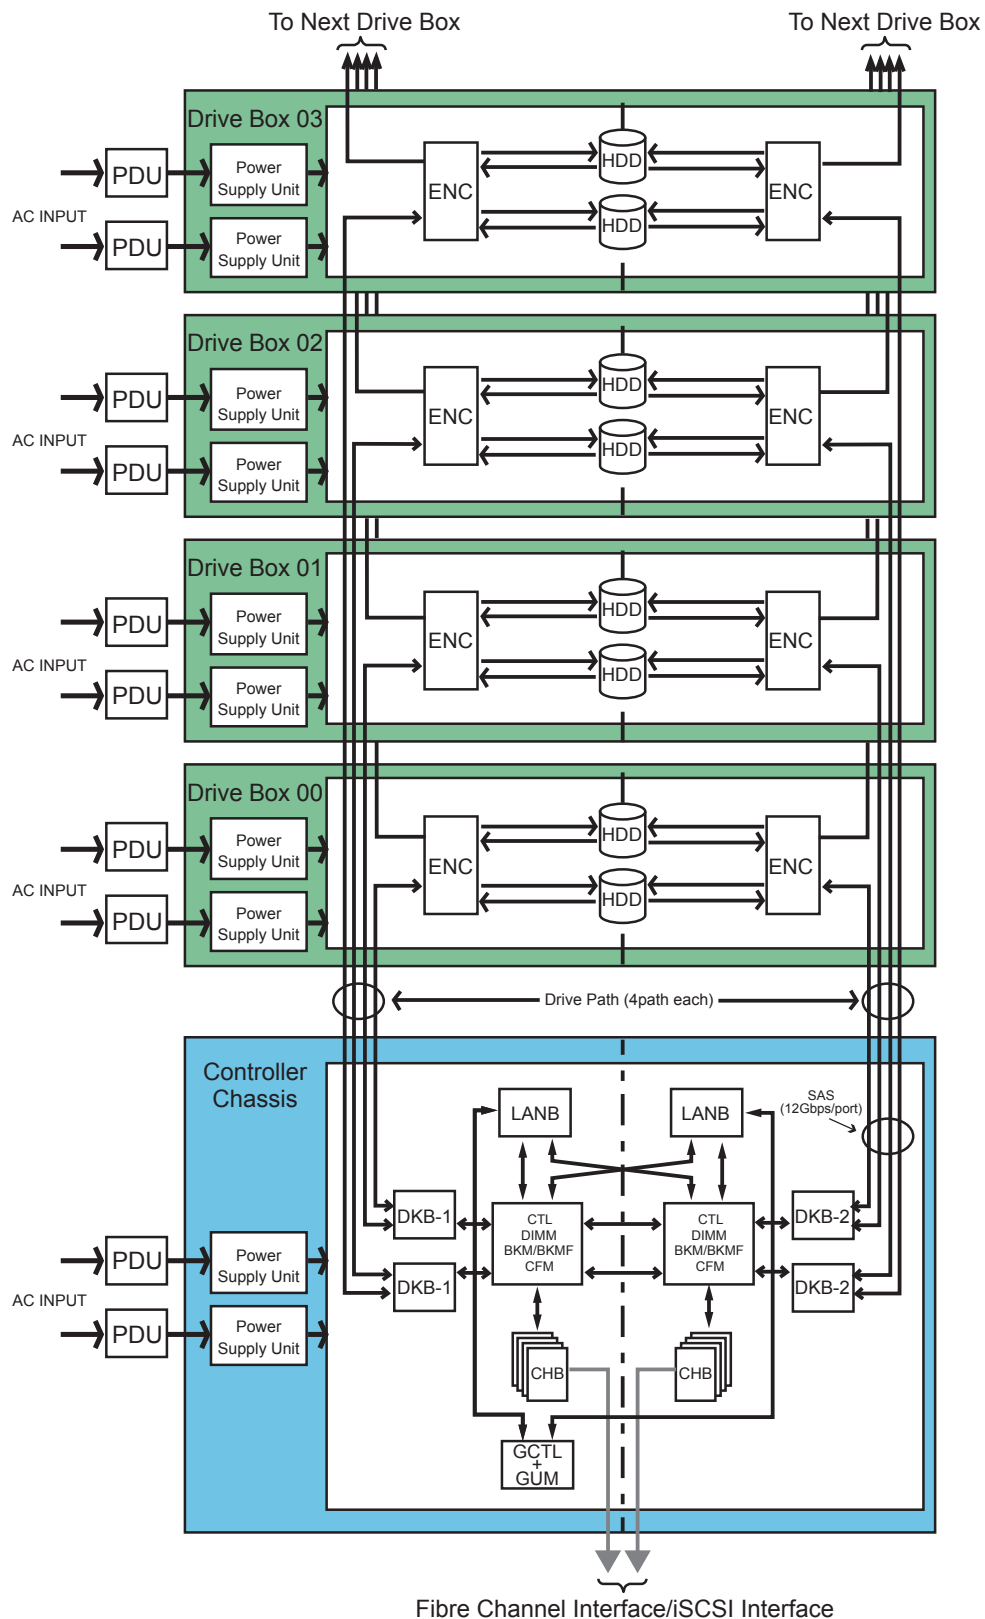 To Next Drive Box
To Next Drive Box
Drive Box 03
AC INPUT
PDU
PDU
Power
Supply Unit
Power
Supply Unit
ENC
HDD
HDD
ENC
Drive Box 02
AC INPUT
PDU
PDU
Power
Supply Unit
Power
Supply Unit
ENC
HDD
HDD
ENC
Drive Box 01
AC INPUT
PDU
PDU
Power
Supply Unit
Power
Supply Unit
ENC
HDD
HDD
ENC
Drive Box 00
AC INPUT
PDU
PDU
Power
Supply Unit
Power
Supply Unit
ENC
HDD
HDD
ENC
Drive Path (4path each)
Controller
Chassis
SAS
(12Gbps/port)
LANB
LANB
DKB-1
DKB-1
CTL
DIMM
BKM/BKMF
CFM
CTL
DIMM
BKM/BKMF
CFM
DKB-2
DKB-2
AC INPUT
PDU
PDU
Power
Supply Unit
Power
Supply Unit
CHB
CHB
GCTL
+
GUM
Fibre Channel Interface/iSCSI Interface